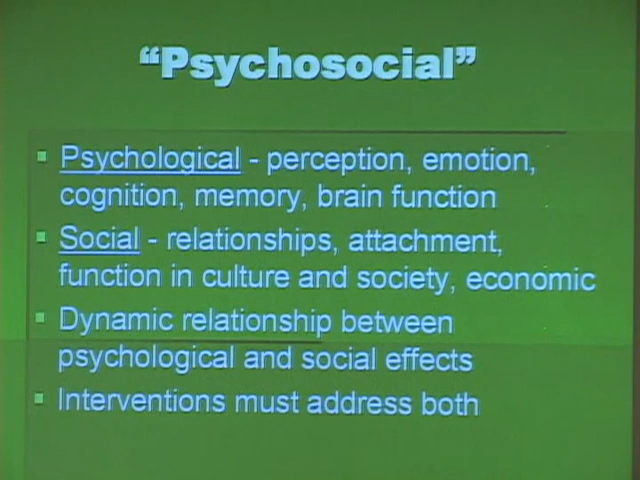 “Psychosocial”
Psychological - perception, emotion,
cognition, memory, brain function
Social - relationships, attachment,
function in culture and society, economic
Dynamic relationship between
psychological and social effects
Interventions must address both